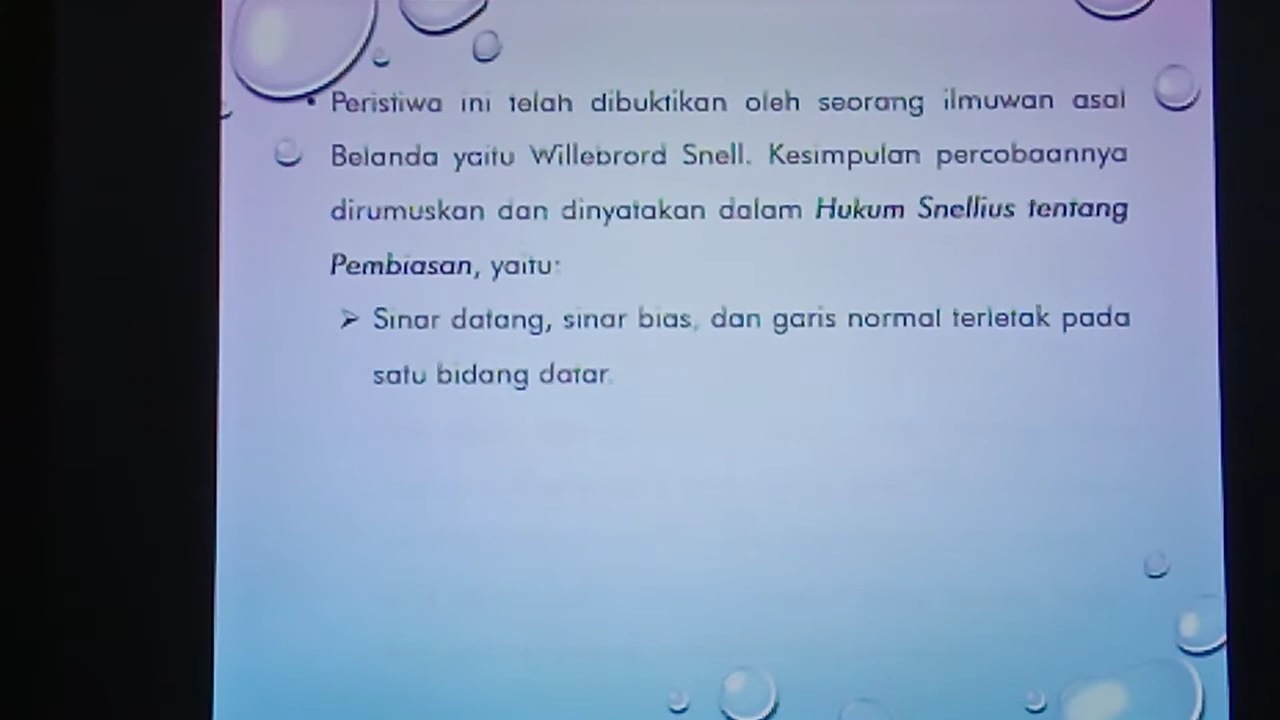 • Peristiwa ini telah dibuktikan oleh seorang ilmuwan asal
Belanda yaitu Willebrord Snell. Kesimpulan percobaannya
dirumuskan dan dinyatakan dalam Hukum Snellius tentang
Pembiasan, yaitu:
➢ Sinar datang, sinar bias, dan garis normal terletak pada
satu bidang datar.